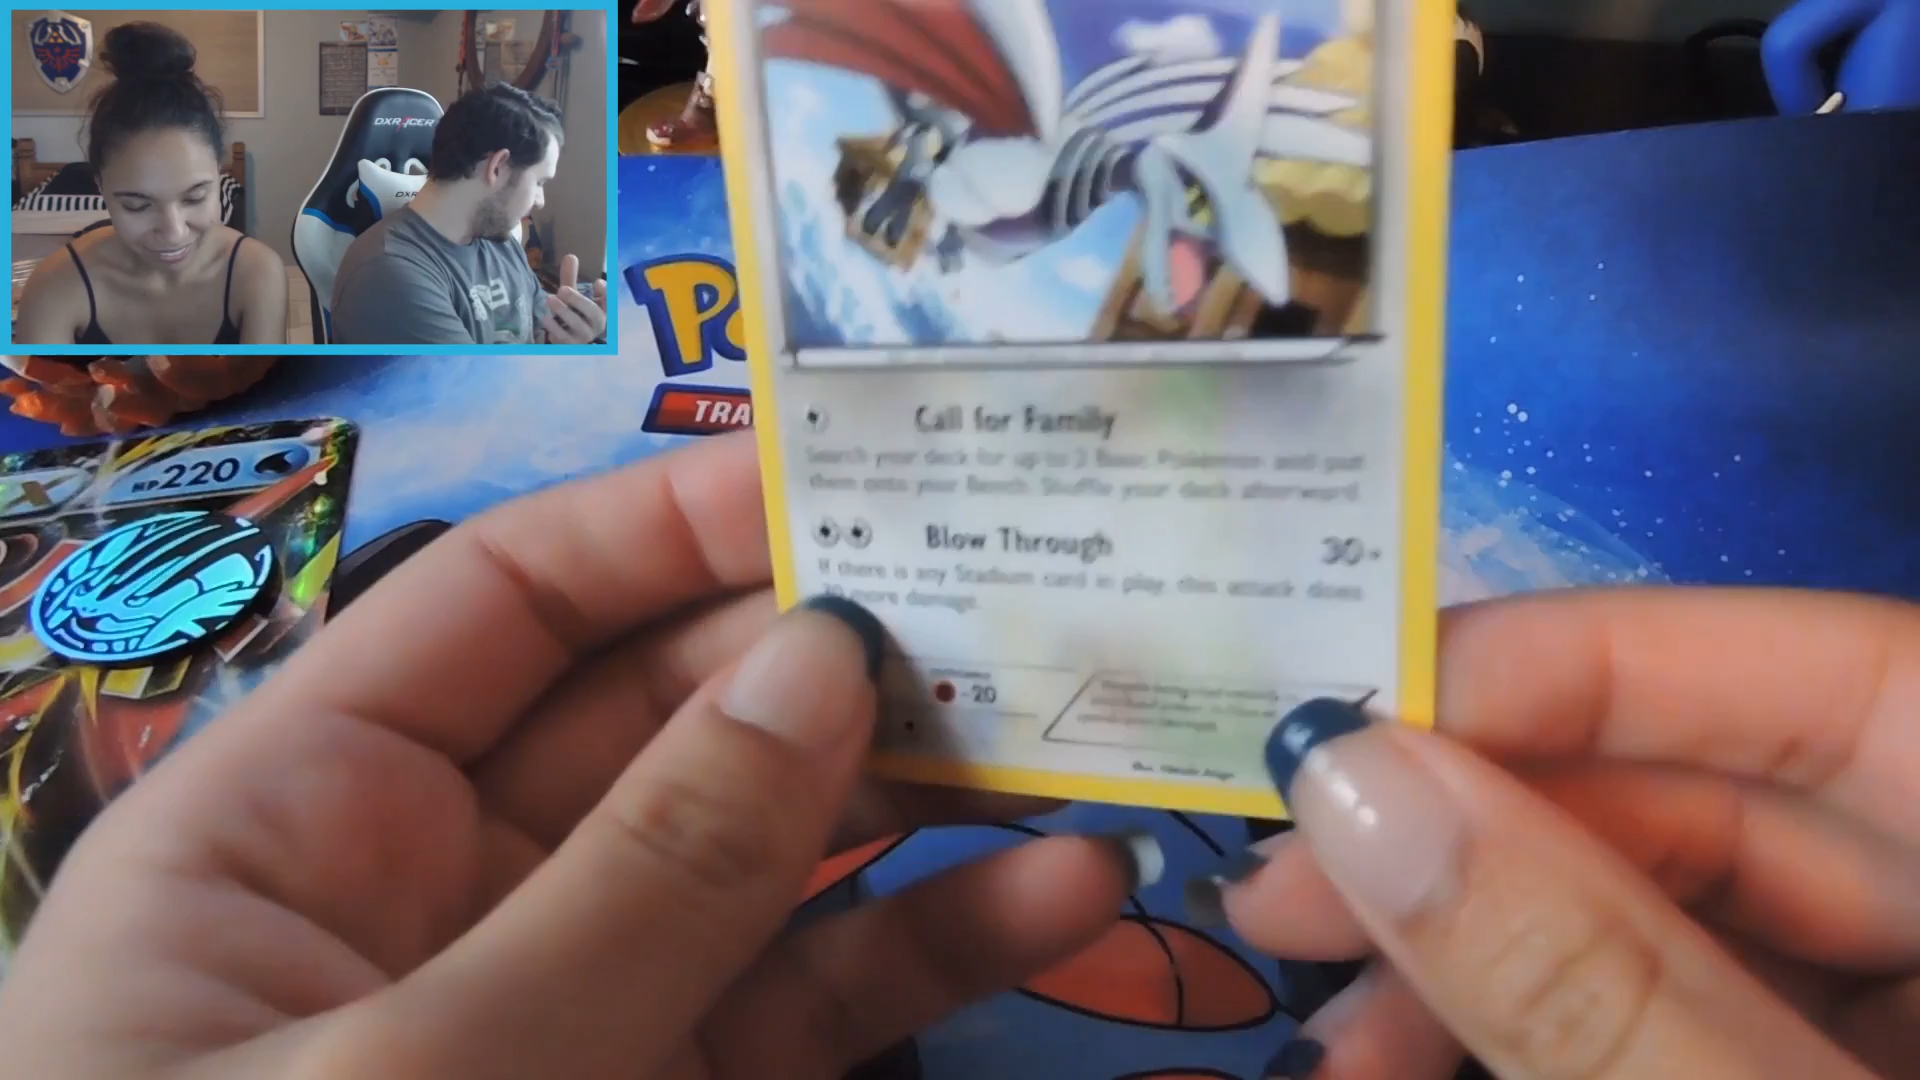 DXRACER
DXR
Po
TRA
X
HP220
Call for Family
Search your deck for up to 2 Basic Pokémon and put
them onto your Bench. Shuffle your deck afterward.
Blow Through
30+
If there is any Stadium card in play, this attack does
30 more damage.
-20